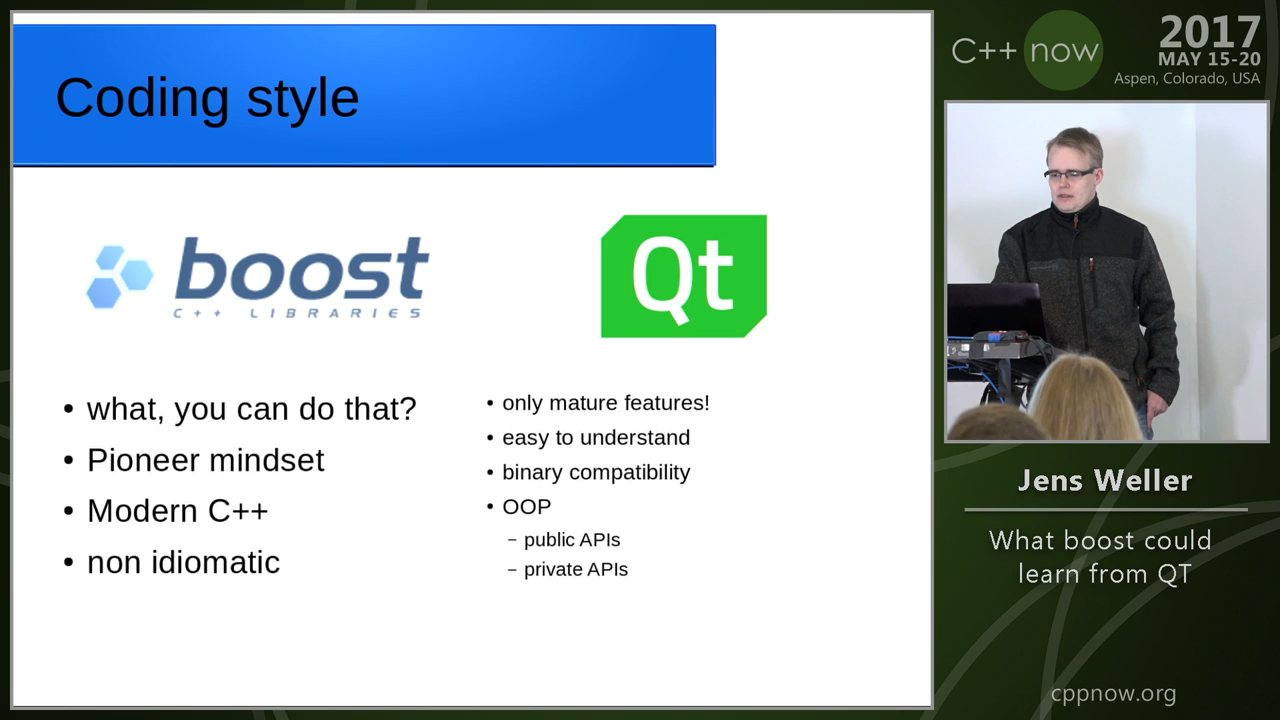 Coding style
boost
C++ LIBRARIES
Qt
• what, you can do that?
• Pioneer mindset
• Modern C++
• non idiomatic
• only mature features!
• easy to understand
• binary compatibility
• OOP
– public APIs
– private APIs
C++ now
2017
MAY 15-20
Aspen, Colorado, USA
Jens Weller
What boost could
learn from QT
cppnow.org